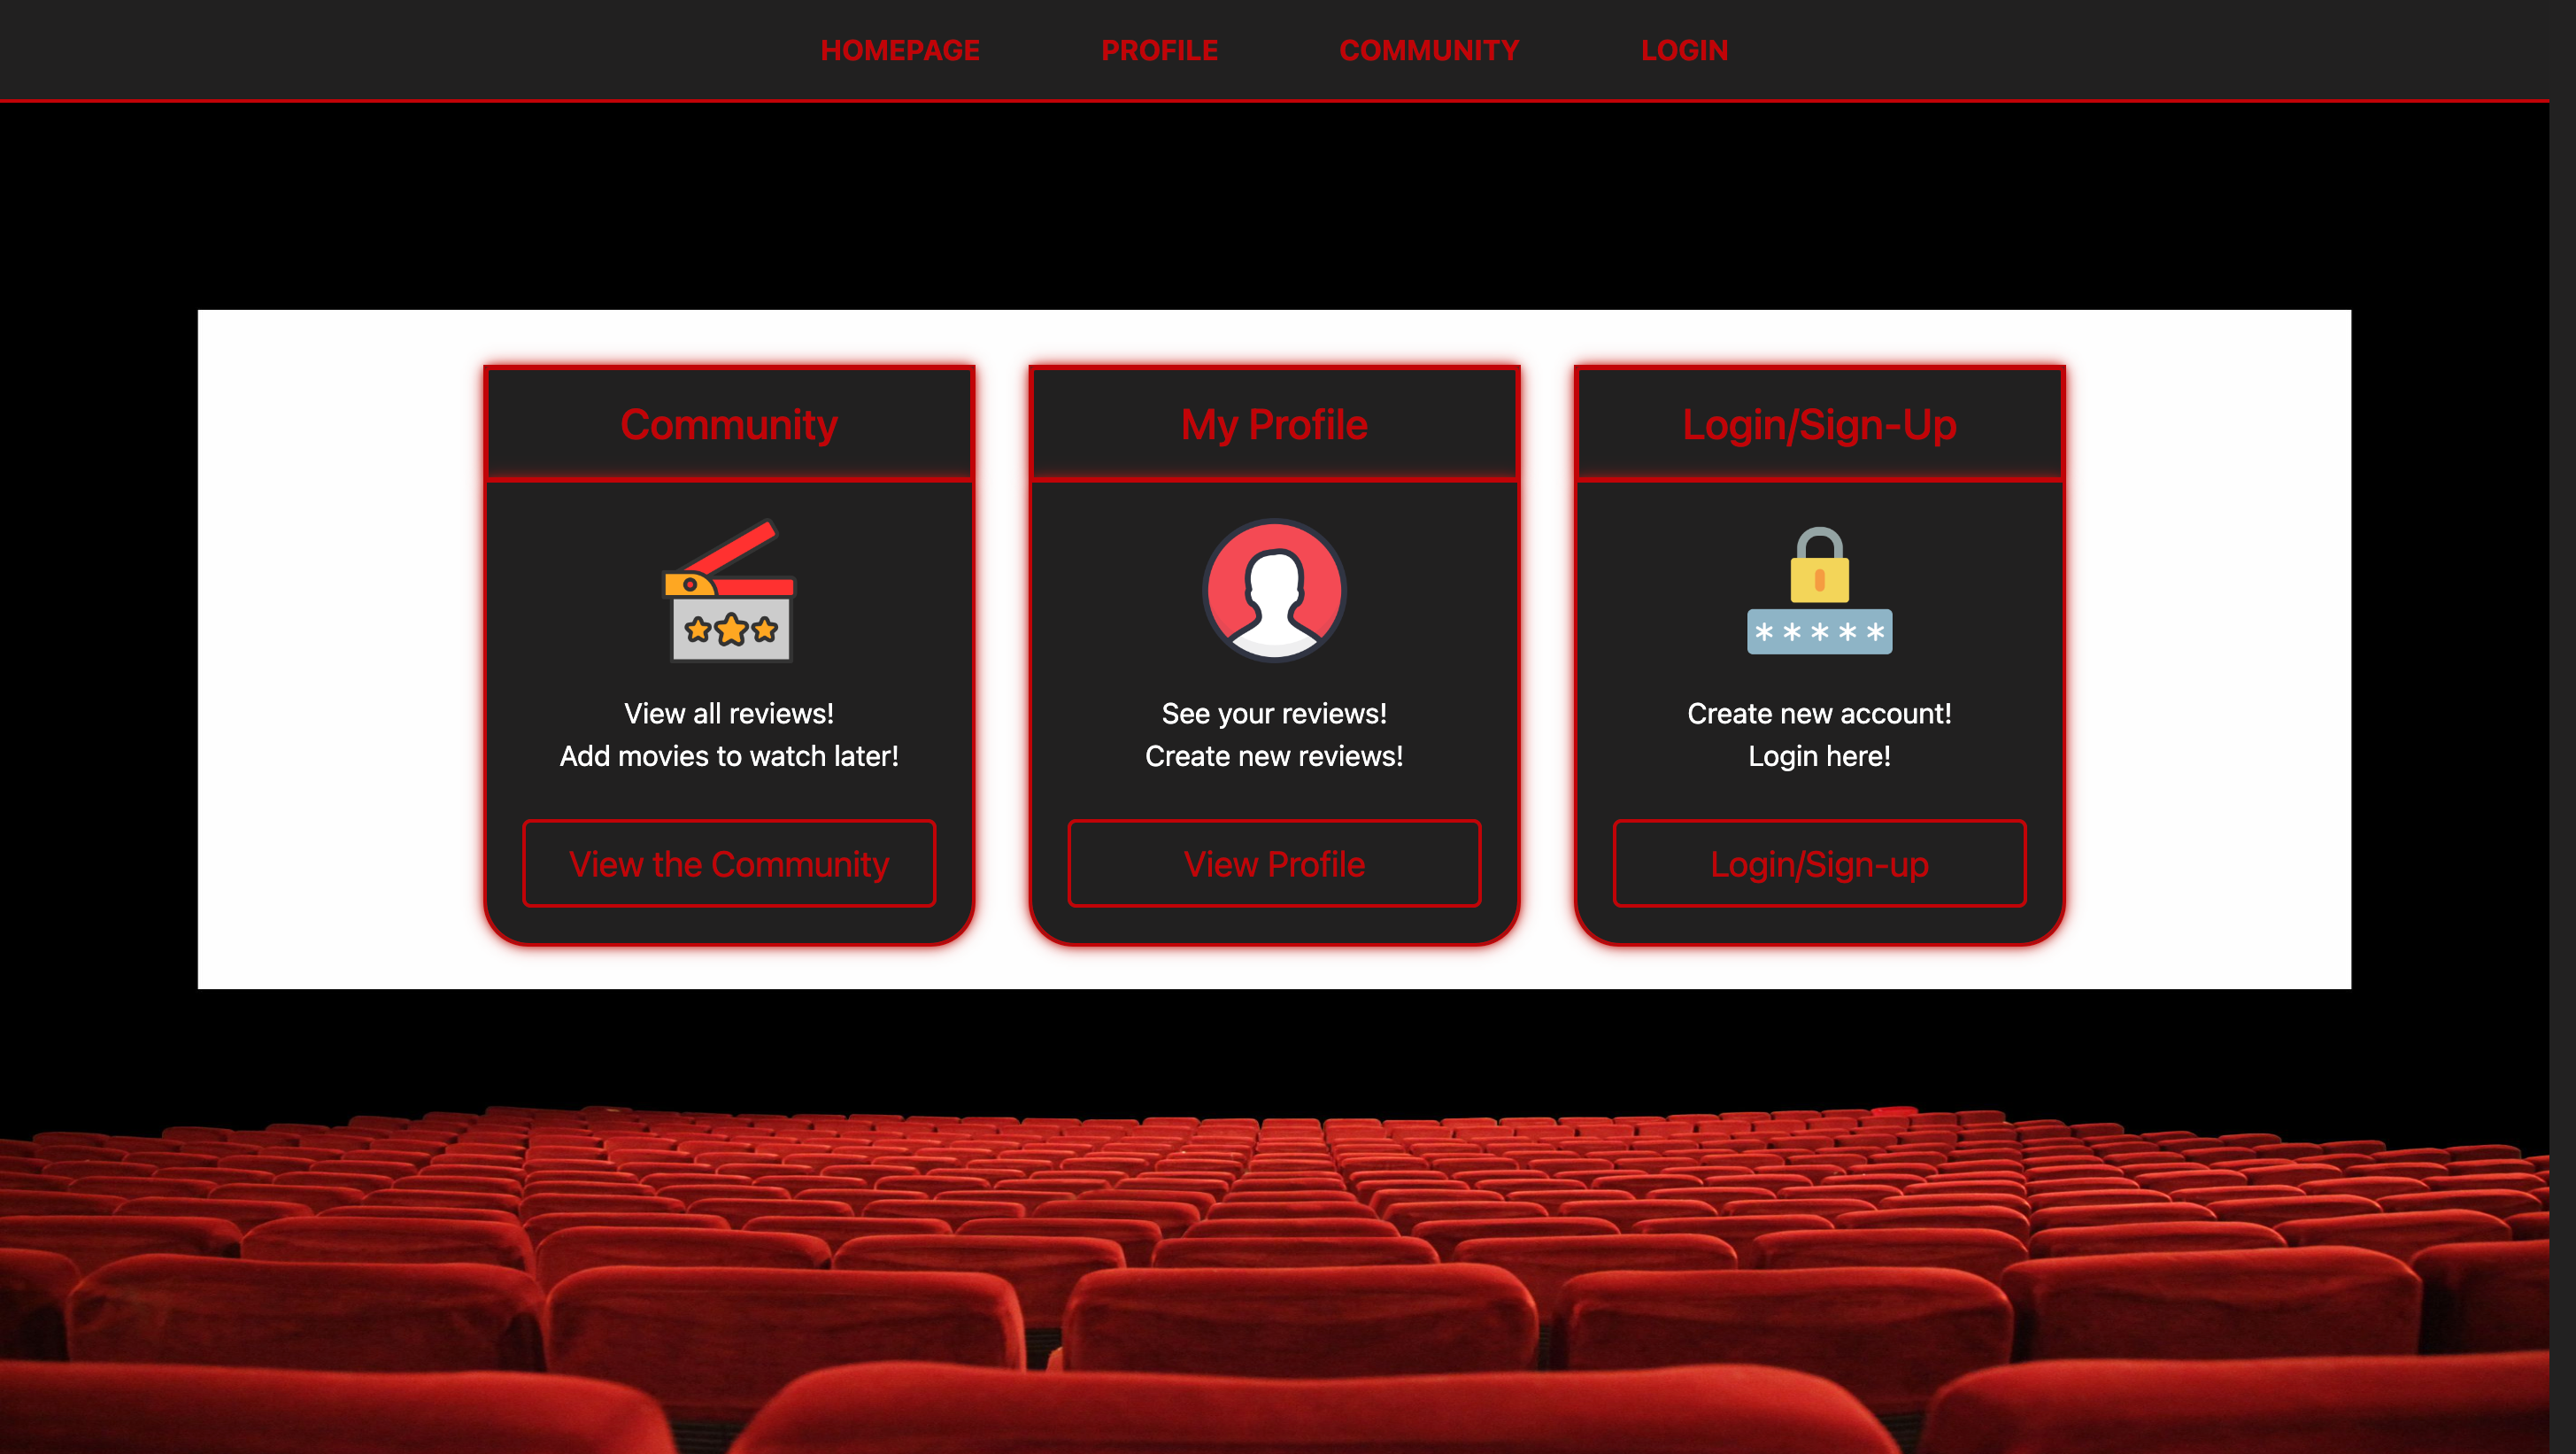 HOMEPAGE PROFILE COMMUNITY LOGIN
Community
View all reviews!
Add movies to watch later!
View the Community
My Profile
See your reviews!
Create new reviews!
View Profile
Login/Sign-Up
*****
Create new account!
Login here!
Login/Sign-up